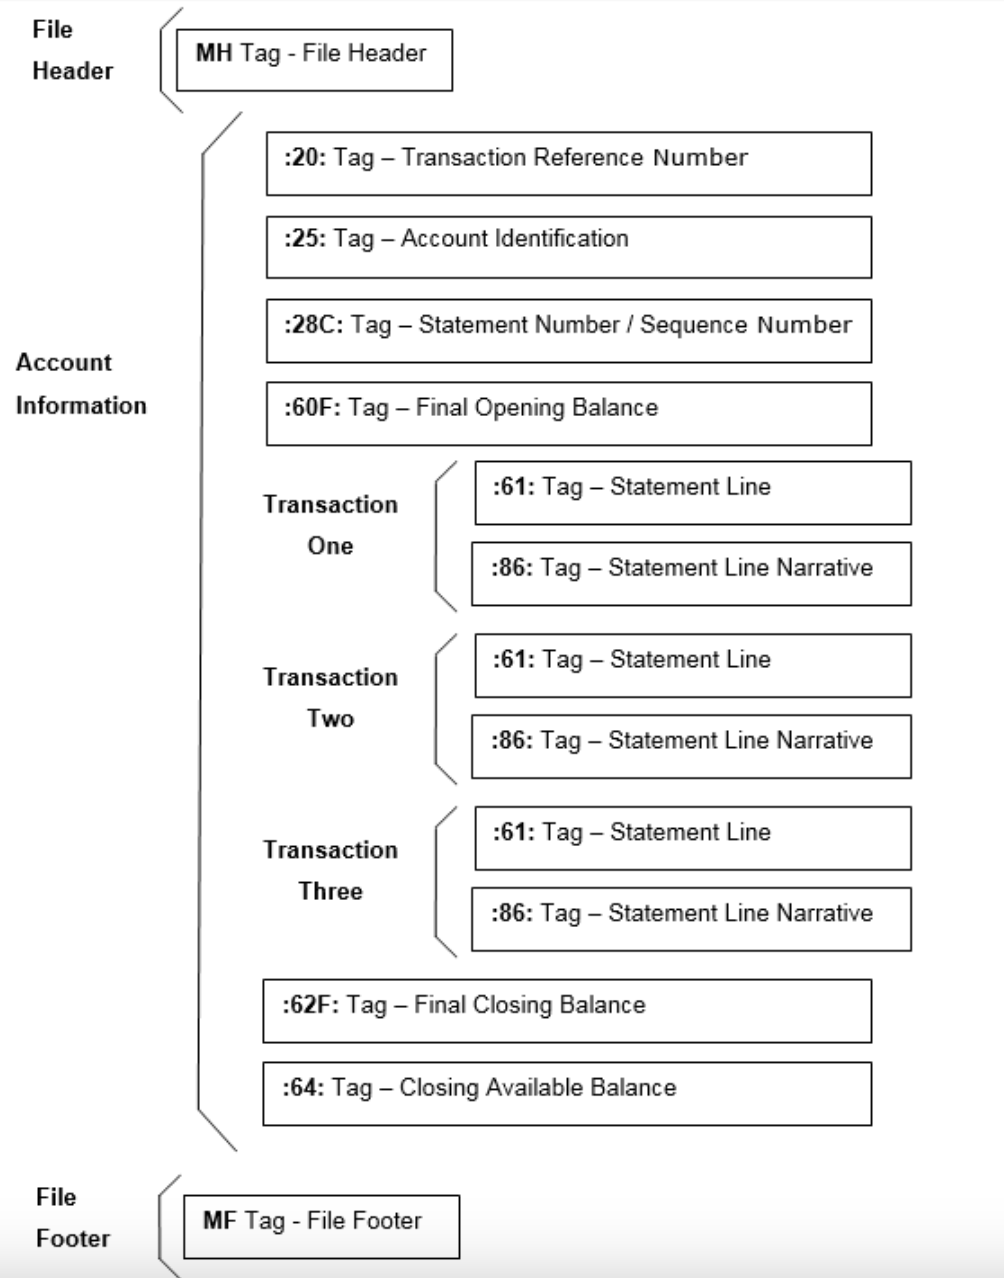 File
Header
MH Tag - File Header
:20: Tag – Transaction Reference Number
:25: Tag – Account Identification
:28C: Tag – Statement Number / Sequence Number
Account
Information
:60F: Tag – Final Opening Balance
Transaction
One
:61: Tag – Statement Line
:86: Tag – Statement Line Narrative
Transaction
Two
:61: Tag – Statement Line
:86: Tag – Statement Line Narrative
Transaction
Three
:61: Tag – Statement Line
:86: Tag – Statement Line Narrative
:62F: Tag – Final Closing Balance
:64: Tag – Closing Available Balance
File
Footer
MF Tag - File Footer